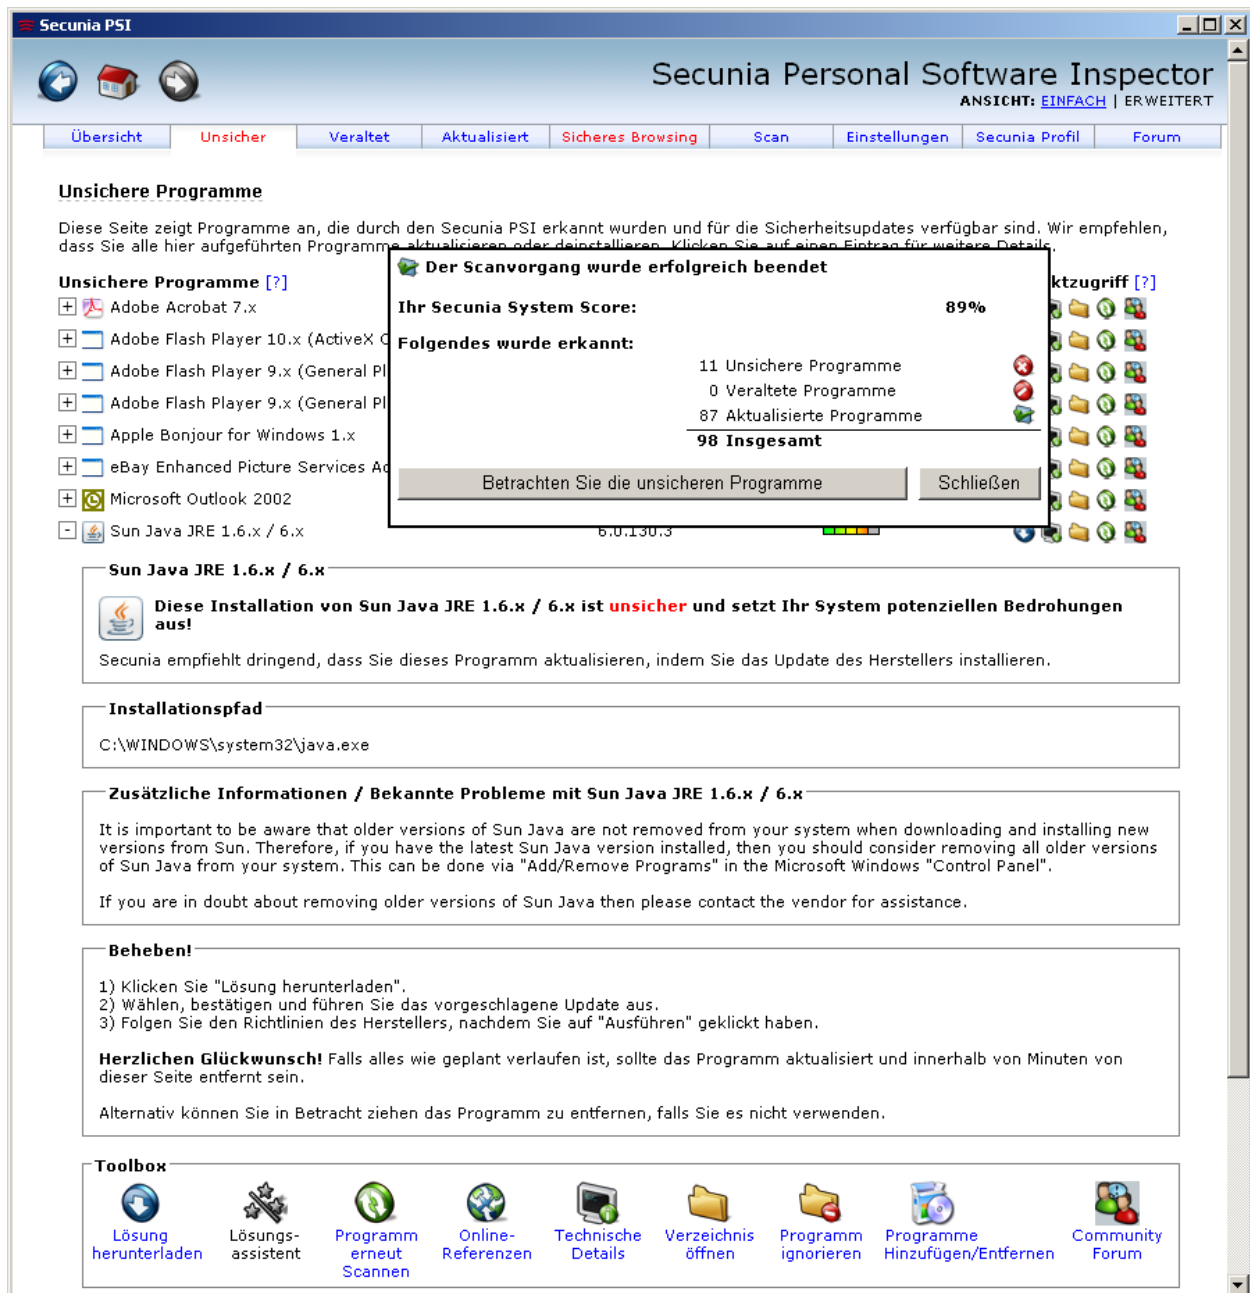 Secunia PSI
Secunia Personal Software Inspector
ANSICHT: EINFACH | ERWEITERT
Übersicht
Unsicher
Veraltet
Aktualisiert
Sicheres Browsing
Scan
Einstellungen
Secunia Profil
Forum
Unsichere Programme
Diese Seite zeigt Programme an, die durch den Secunia PSI erkannt wurden und für die Sicherheitsupdates verfügbar sind. Wir empfehlen,
dass Sie alle hier aufgeführten Programme aktualisieren oder deinstallieren. Klicken Sie auf einen Eintrag für weitere Details.
Unsichere Programme [?]
ktzugriff [?]
Adobe Acrobat 7.x
Adobe Flash Player 10.x (ActiveX
Adobe Flash Player 9.x (General Pl
Adobe Flash Player 9.x (General Pl
Apple Bonjour for Windows 1.x
eBay Enhanced Picture Services Ac
Microsoft Outlook 2002
Sun Java JRE 1.6.x / 6.x
6.0.130.3
Der Scanvorgang wurde erfolgreich beendet
Ihr Secunia System Score: 89%
Folgendes wurde erkannt:
11 Unsichere Programme
0 Veraltete Programme
87 Aktualisierte Programme
98 Insgesamt
Betrachten Sie die unsicheren Programme
Schließen
Sun Java JRE 1.6.x / 6.x
Diese Installation von Sun Java JRE 1.6.x / 6.x ist unsicher und setzt Ihr System potenziellen Bedrohungen
aus!
Secunia empfiehlt dringend, dass Sie dieses Programm aktualisieren, indem Sie das Update des Herstellers installieren.
Installationspfad
C:\WINDOWS\system32\java.exe
Zusätzliche Informationen / Bekannte Probleme mit Sun Java JRE 1.6.x / 6.x
It is important to be aware that older versions of Sun Java are not removed from your system when downloading and installing new
versions from Sun. Therefore, if you have the latest Sun Java version installed, then you should consider removing all older versions
of Sun Java from your system. This can be done via "Add/Remove Programs" in the Microsoft Windows "Control Panel".
If you are in doubt about removing older versions of Sun Java then please contact the vendor for assistance.
Beheben!
1) Klicken Sie "Lösung herunterladen".
2) Wählen, bestätigen und führen Sie das vorgeschlagene Update aus.
3) Folgen Sie den Richtlinien des Herstellers, nachdem Sie auf "Ausführen" geklickt haben.
Herzlichen Glückwunsch! Falls alles wie geplant verlaufen ist, sollte das Programm aktualisiert und innerhalb von Minuten von
dieser Seite entfernt sein.
Alternativ können Sie in Betracht ziehen das Programm zu entfernen, falls Sie es nicht verwenden.
Toolbox
Lösung
herunterladen
Lösungs-
assistent
Programm
erneut
Scannen
Online-
Referenzen
Technische
Details
Verzeichnis
öffnen
Programm
ignorieren
Programme
Hinzufügen/Entfernen
Community
Forum